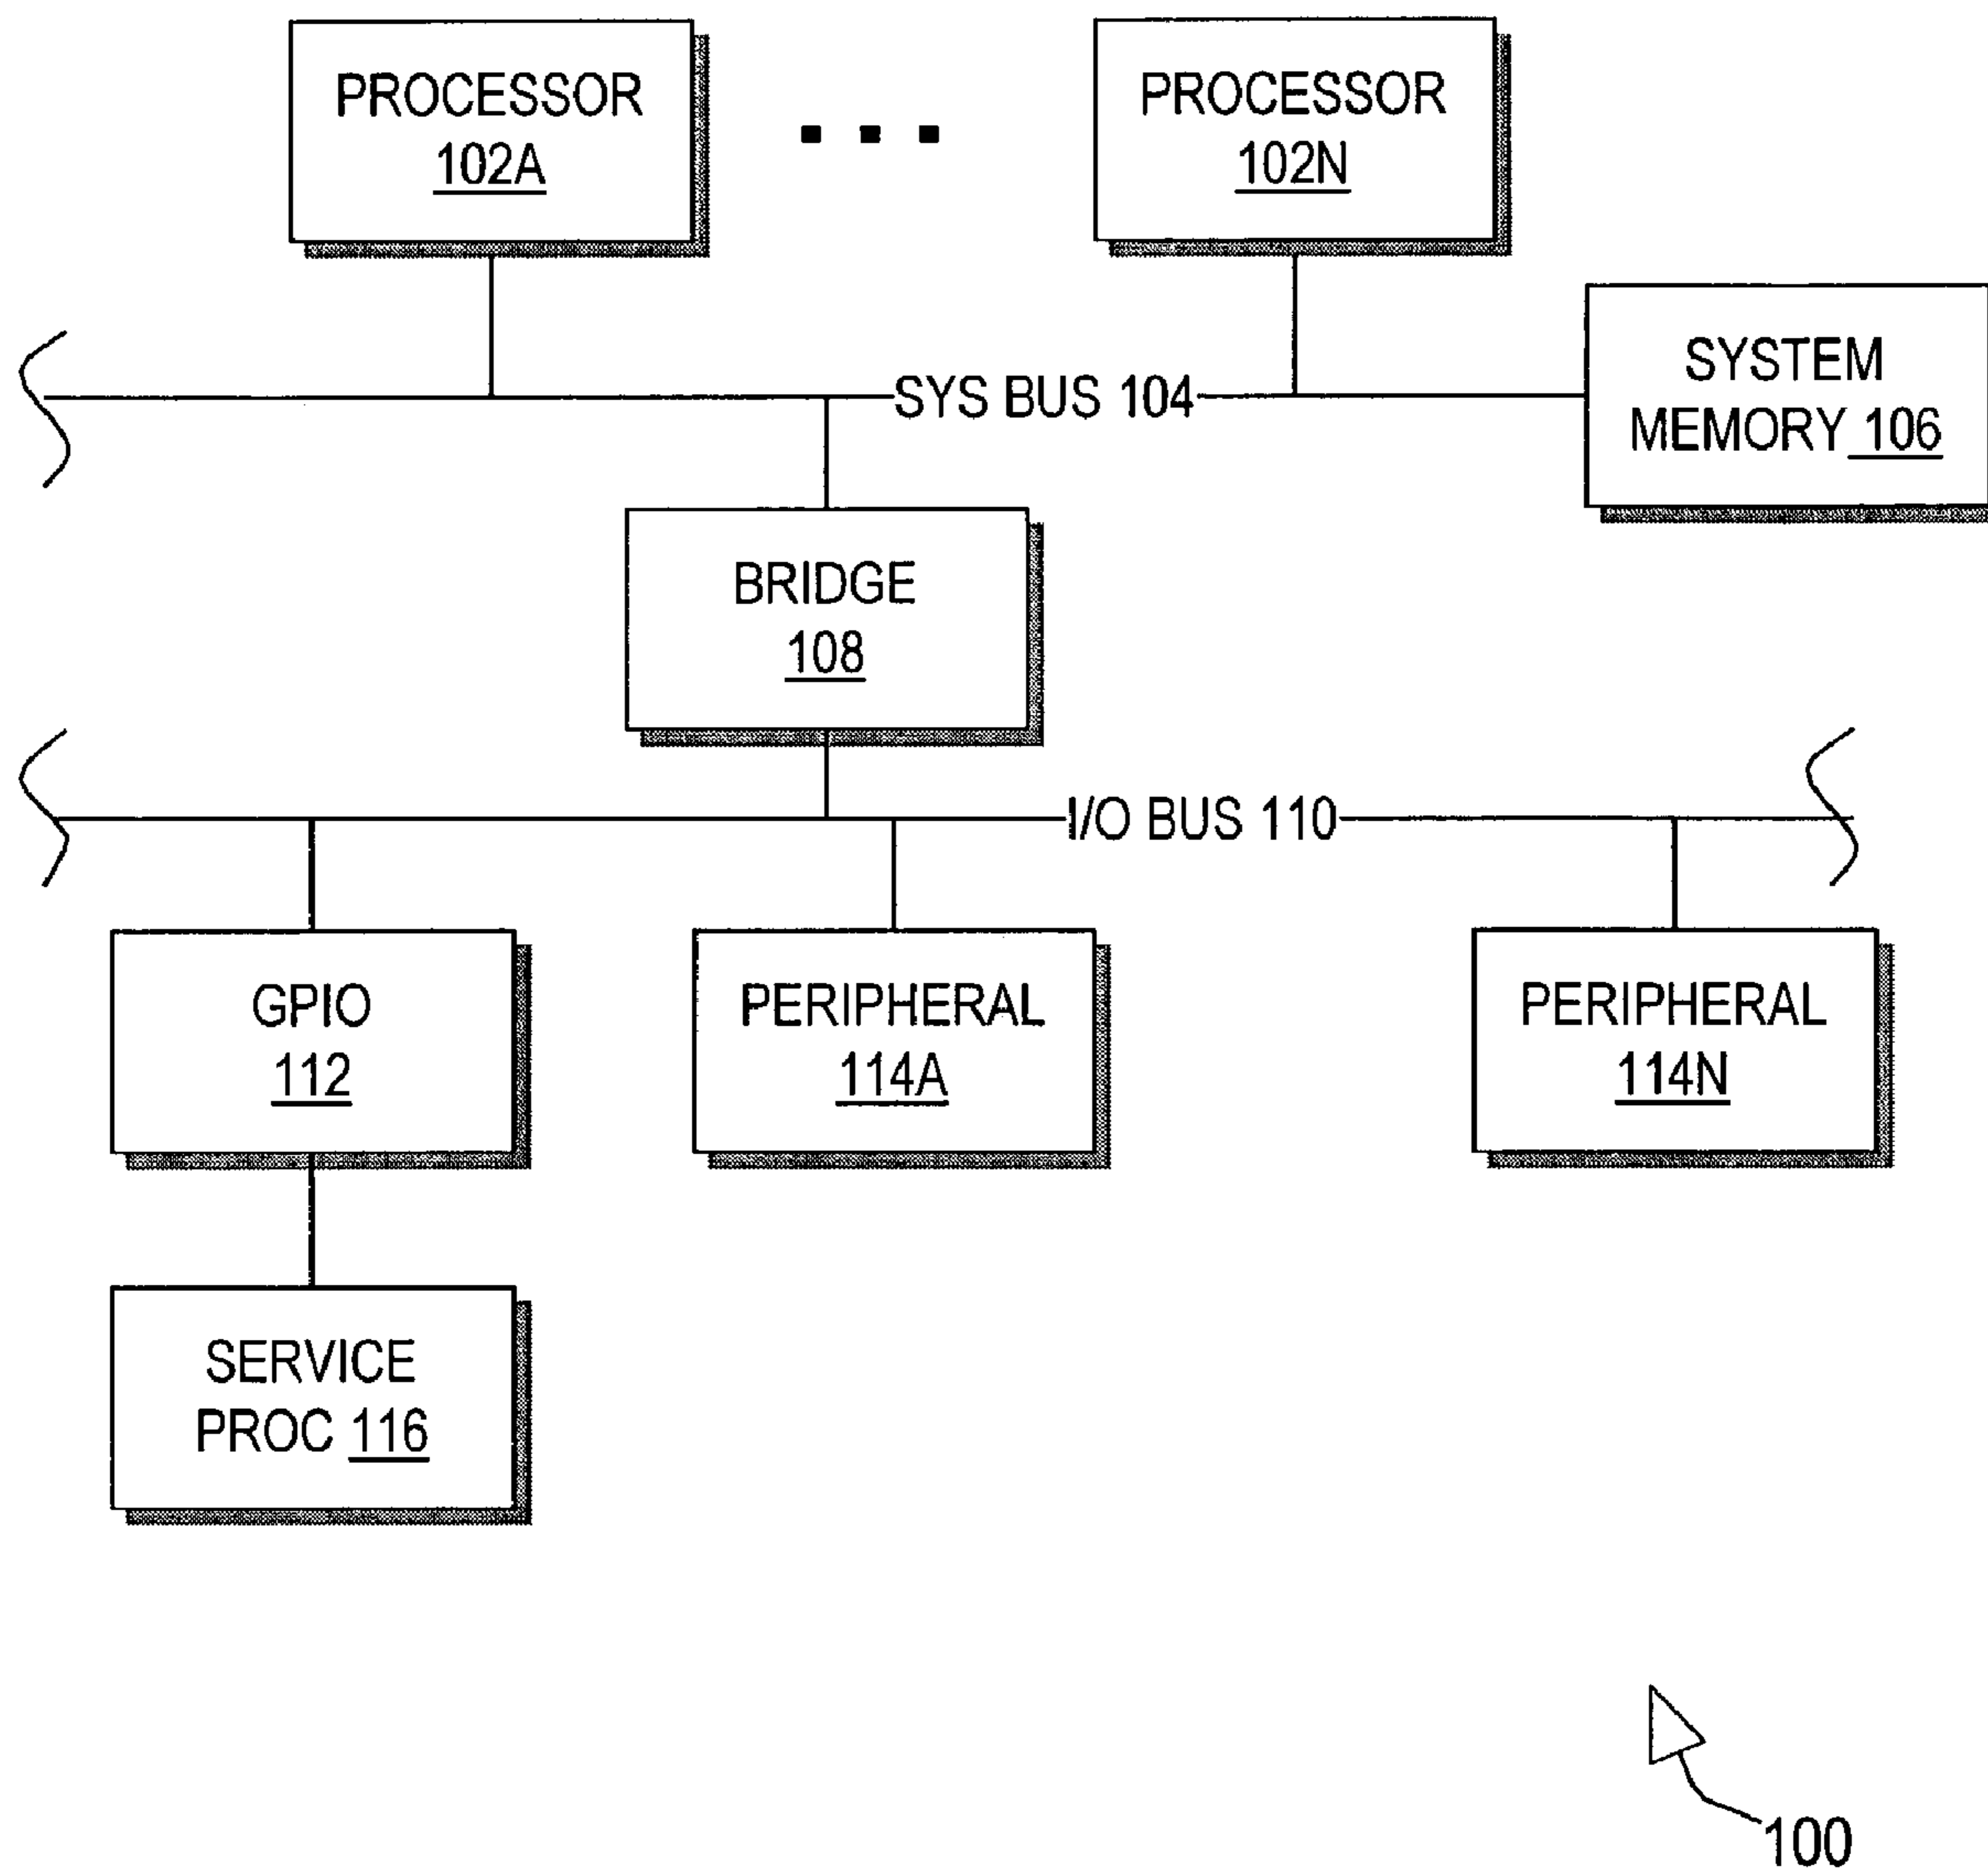 PROCESSOR
102A
PROCESSOR
102N
SYS BUS 104
SYSTEM
MEMORY 106
BRIDGE
108
I/O BUS 110
GPIO
112
PERIPHERAL
114A
PERIPHERAL
114N
SERVICE
PROC 116
100